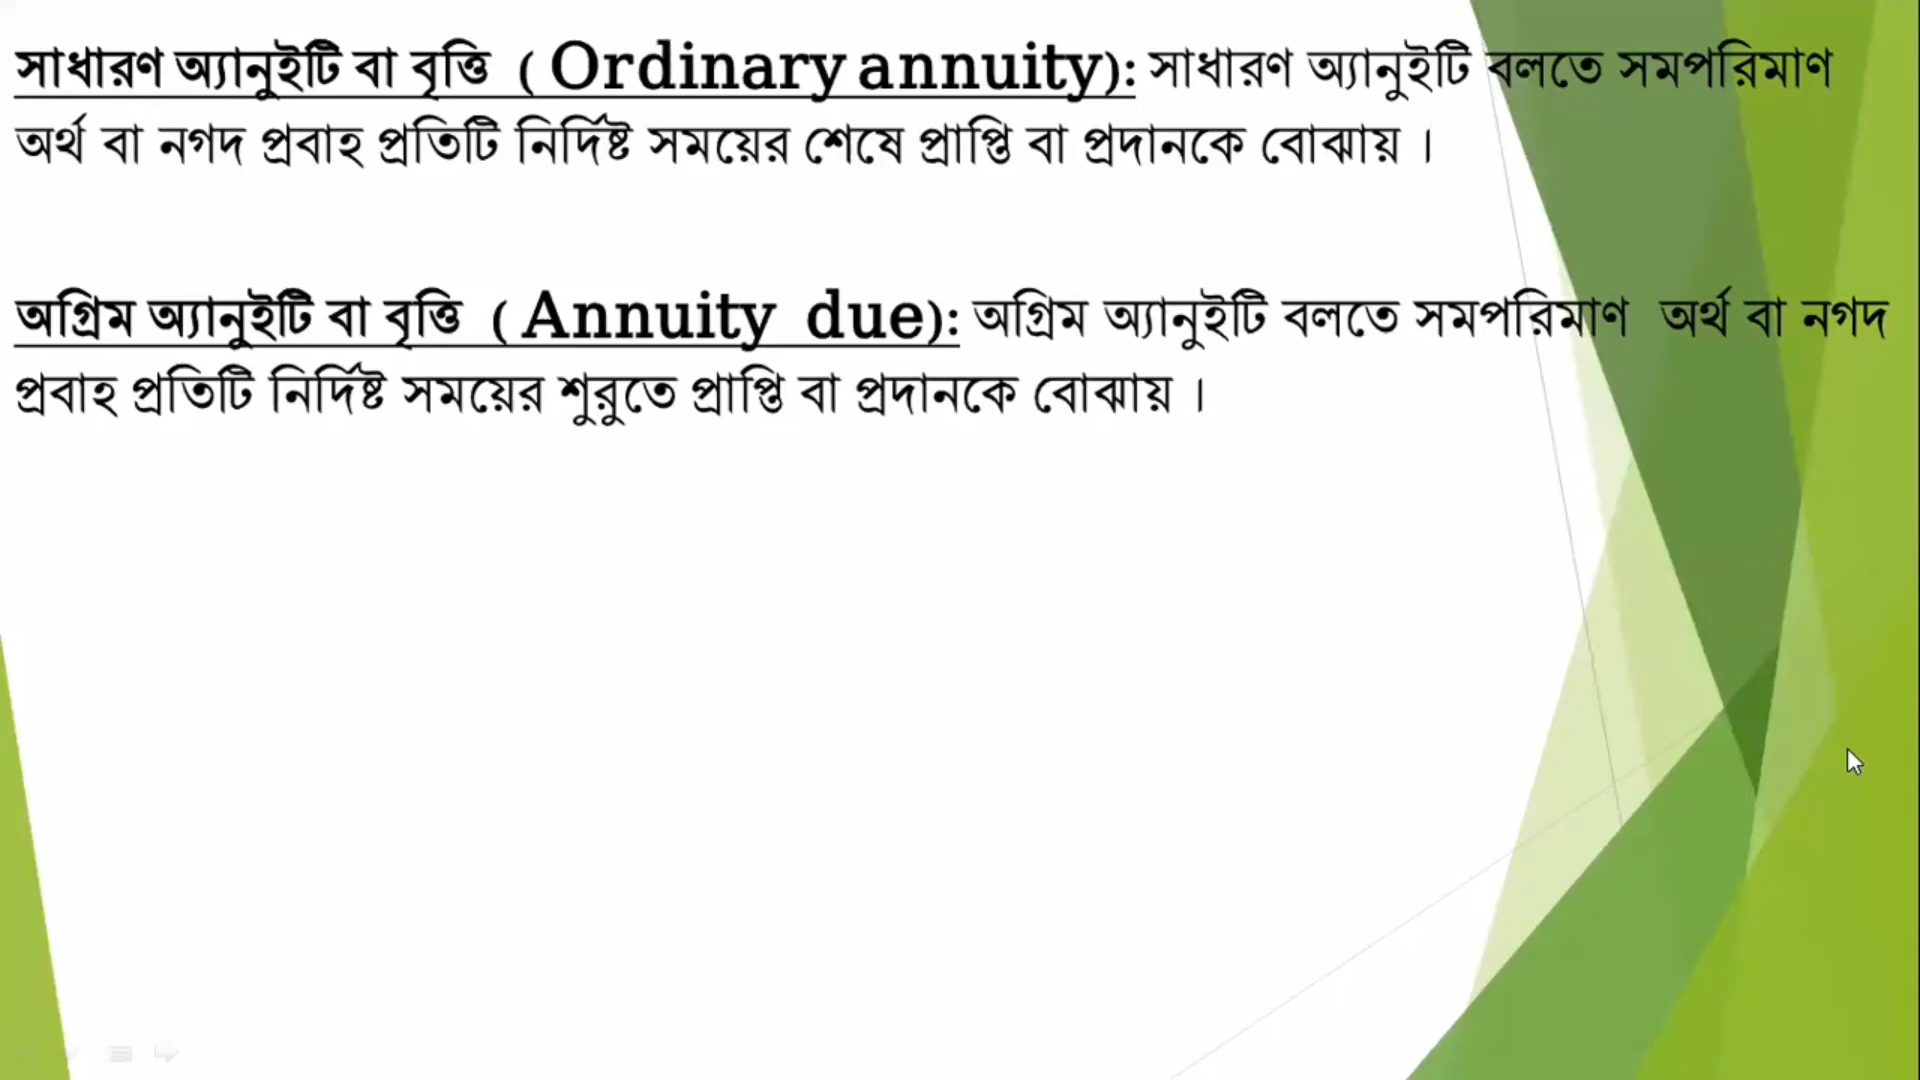 সাধারণ অ্যানুইটি বা বৃত্তি ( Ordinary annuity): সাধারণ অ্যানুইটি বলতে সমপরিমাণ
অর্থ বা নগদ প্রবাহ প্রতিটি নির্দিষ্ট সময়ের শেষে প্রাপ্তি বা প্রদানকে বোঝায় ।
অগ্রিম অ্যানুইটি বা বৃত্তি ( Annuity due): অগ্রিম অ্যানুইটি বলতে সমপরিমাণ অর্থ বা নগদ
প্রবাহ প্রতিটি নির্দিষ্ট সময়ের শুরুতে প্রাপ্তি বা প্রদানকে বোঝায় ।